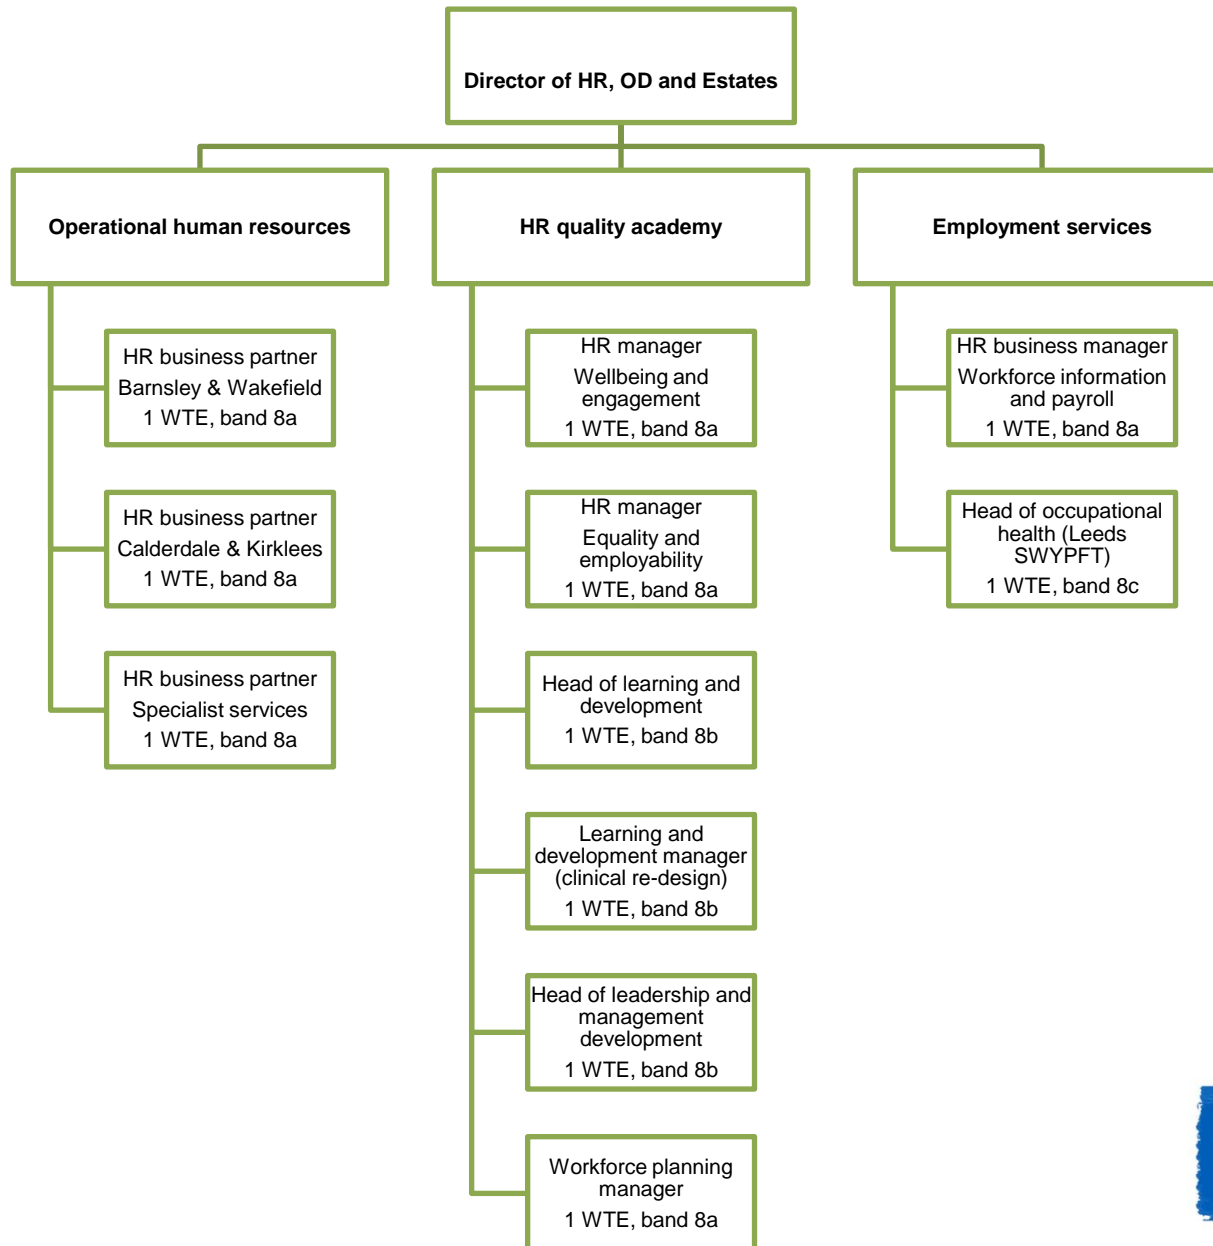 Director of HR, OD and Estates
Operational human resources
HR business partner
Barnsley & Wakefield
1 WTE, band 8a
HR business partner
Calderdale & Kirklees
1 WTE, band 8a
HR business partner
Specialist services
1 WTE, band 8a
HR quality academy
HR manager
Wellbeing and
engagement
1 WTE, band 8a
HR manager
Equality and
employability
1 WTE, band 8a
Head of learning and
development
1 WTE, band 8b
Learning and
development manager
(clinical re-design)
1 WTE, band 8b
Head of leadership and
management
development
1 WTE, band 8b
Workforce planning
manager
1 WTE, band 8a
Employment services
HR business manager
Workforce information
and payroll
1 WTE, band 8a
Head of occupational
health (Leeds
SWYPFT)
1 WTE, band 8c